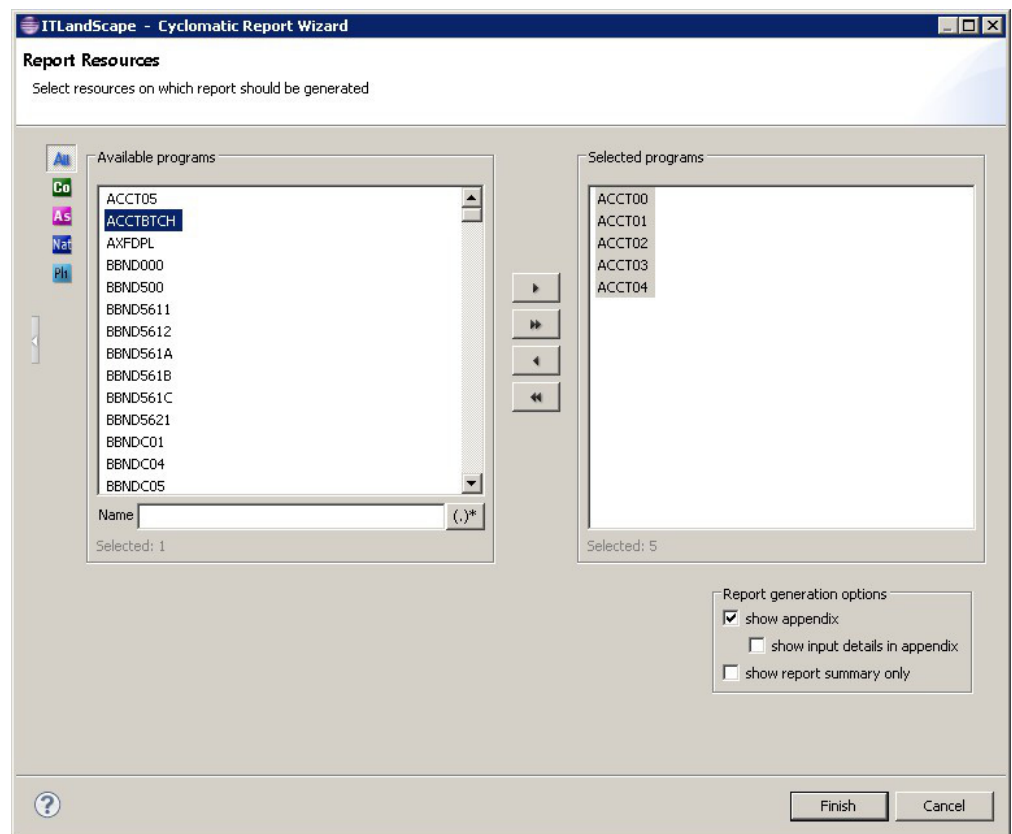 ITLandScape - Cyclomatic Report Wizard
Report Resources
Select resources on which report should be generated
All
Co
As
Nat
Pl1
Available programs
ACCT05
ACCTBTCH
AXFDPL
BBND000
BBND500
BBND5611
BBND5612
BBND561A
BBND561B
BBND561C
BBND5621
BBNDC01
BBNDC04
BBNDC05
Name
(.)*
Selected: 1
Selected programs
ACCT00
ACCT01
ACCT02
ACCT03
ACCT04
Selected: 5
Report generation options
show appendix
show input details in appendix
show report summary only
?
Finish
Cancel